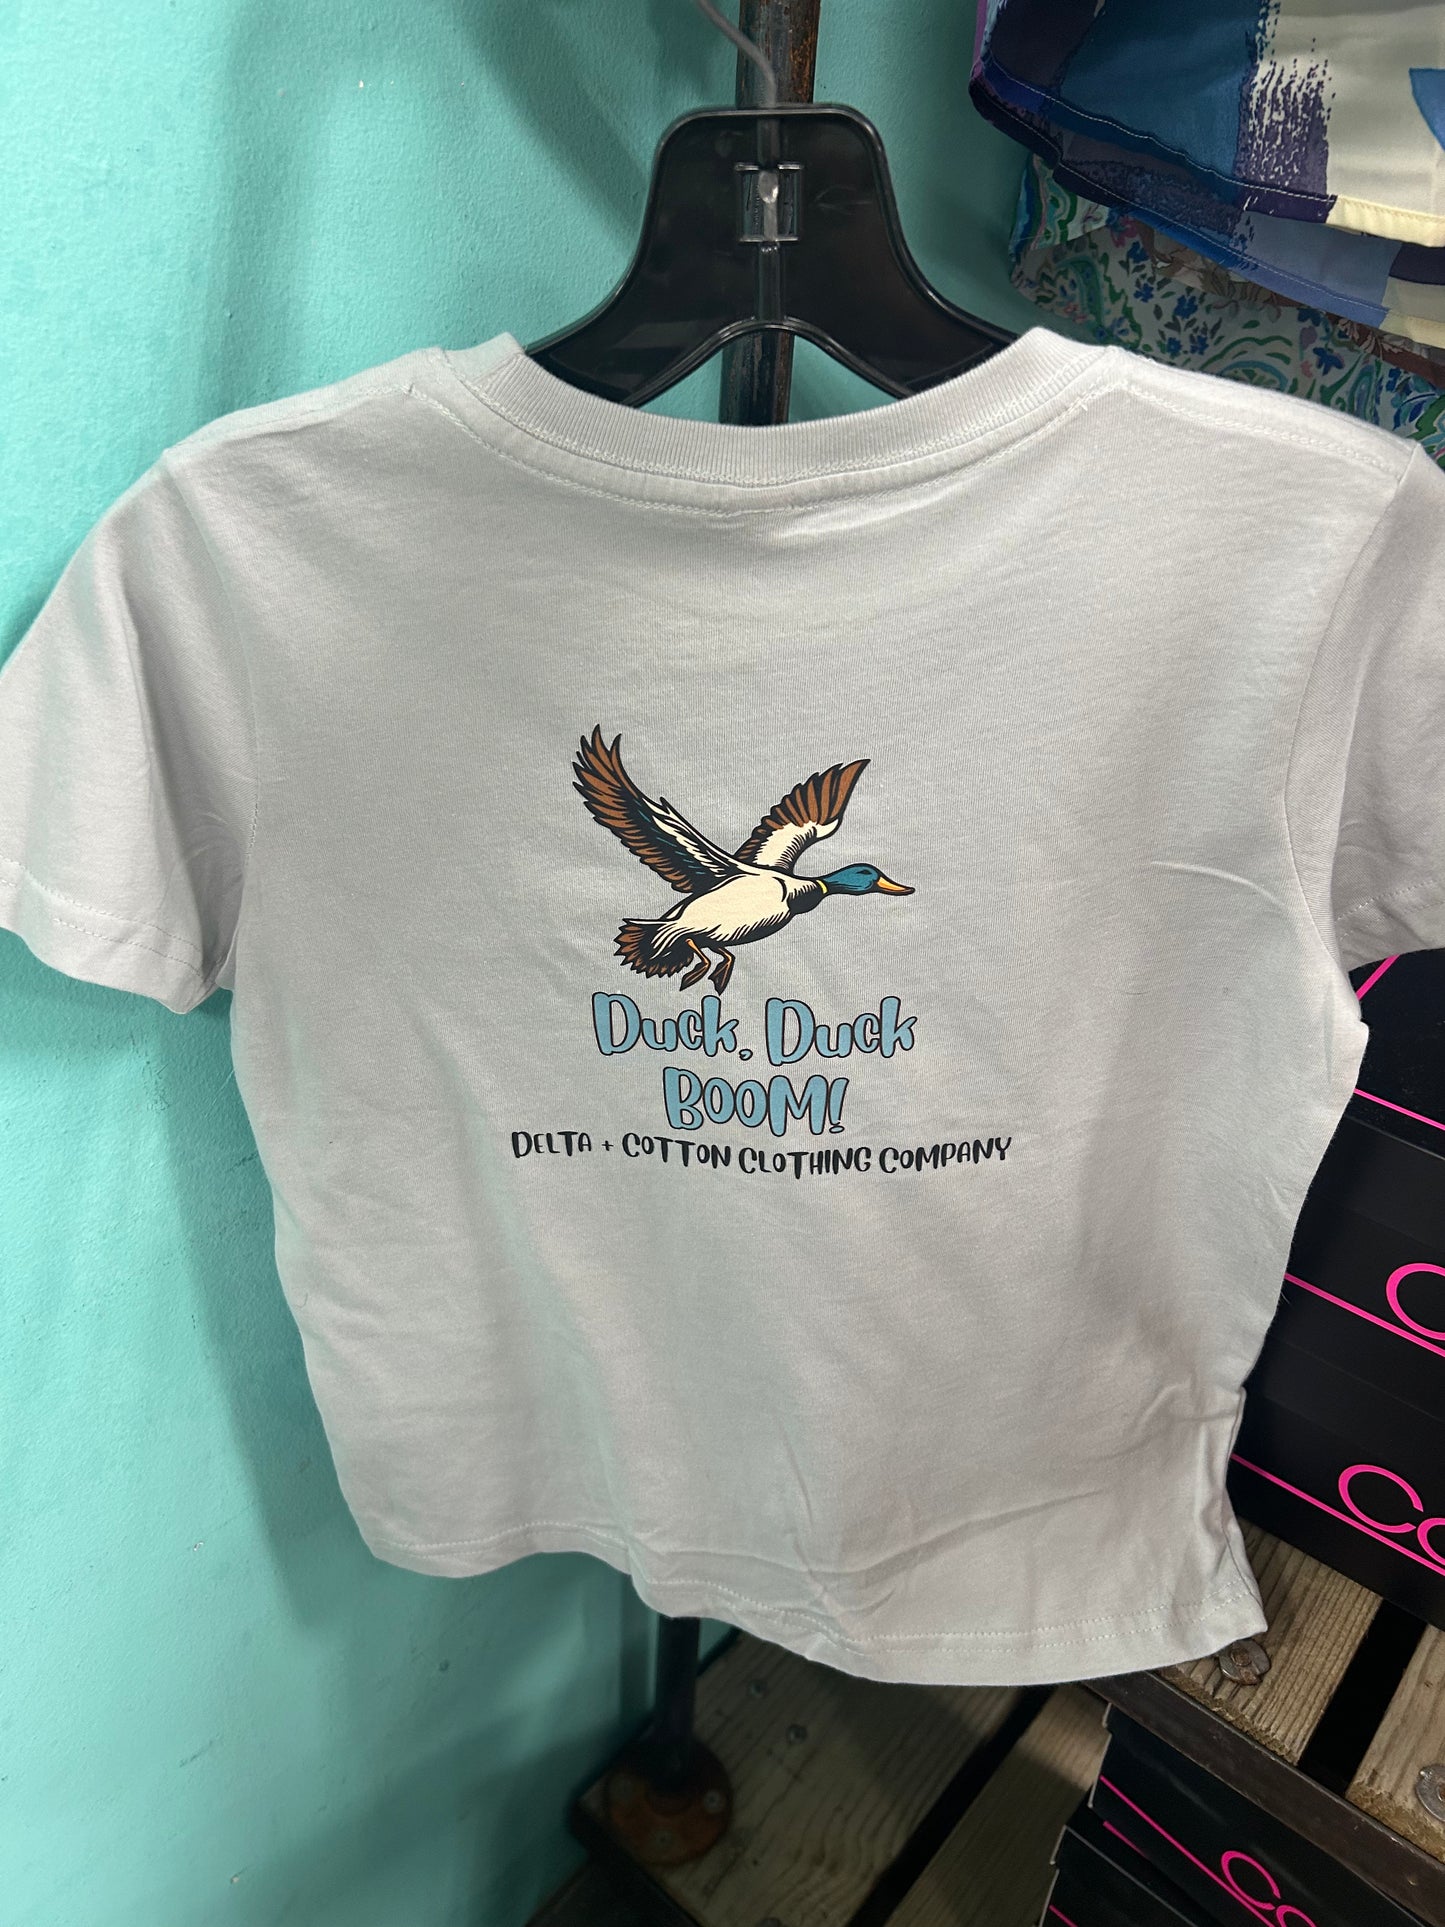 Duck, Duck
BOOM!
DELTA + COTTON CLOTHING COMPANY